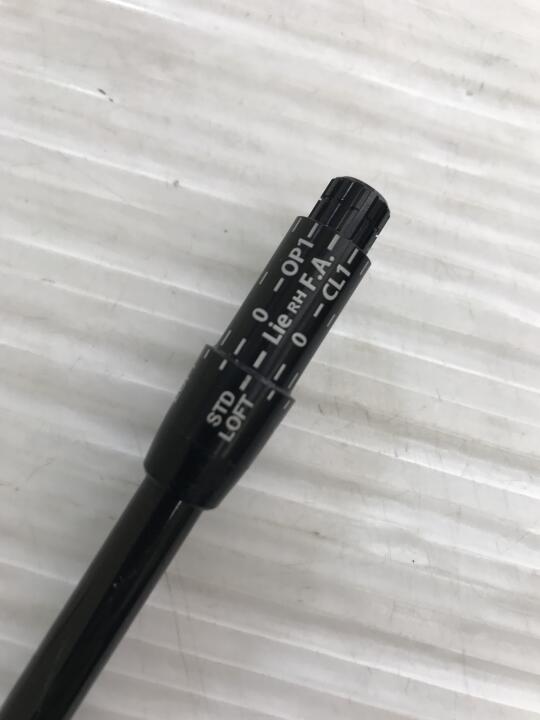 OP1
0
Lie RH F.A.
CL1
0
STD
LOFT